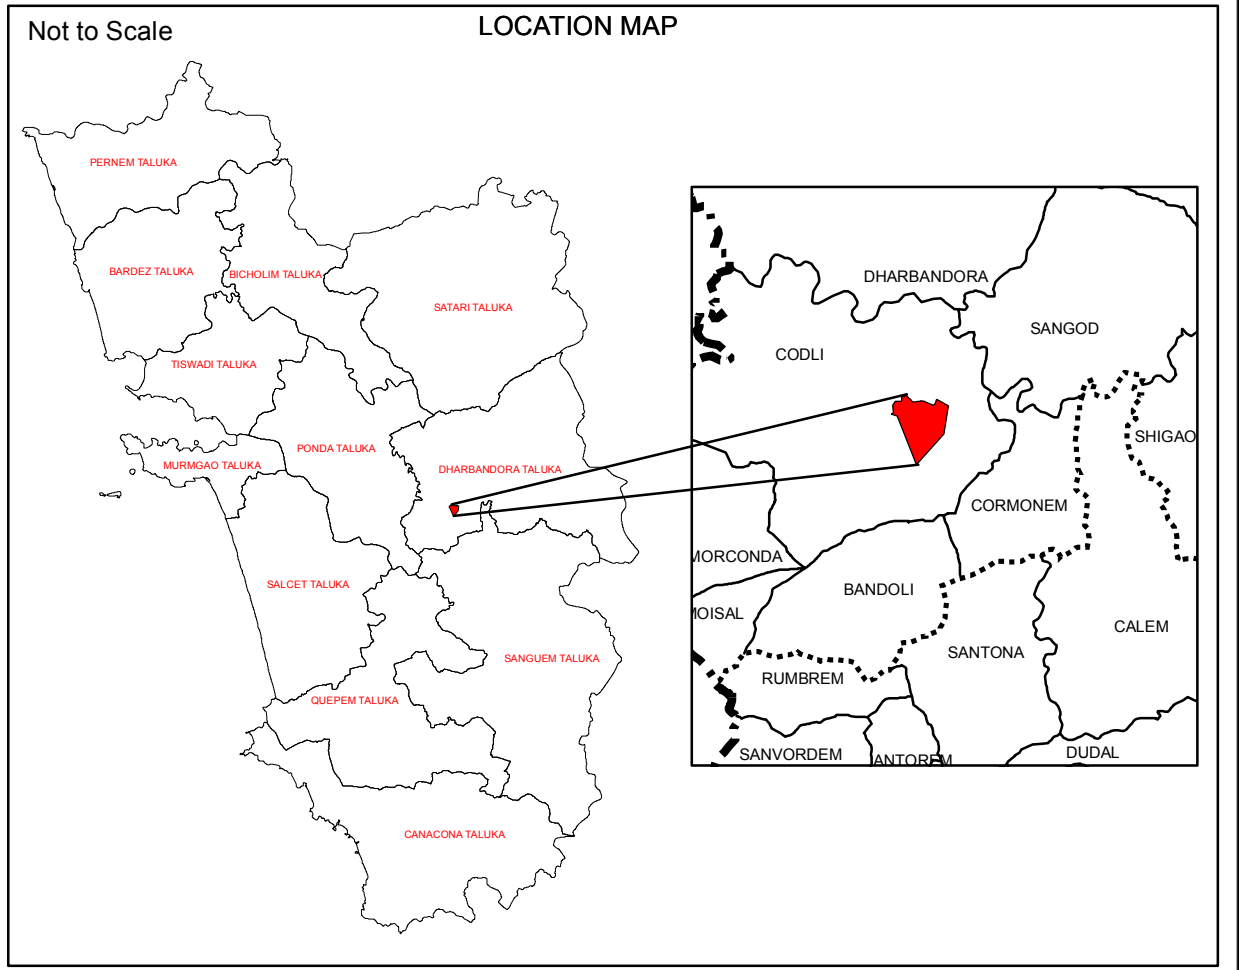 Not to Scale
LOCATION MAP
PERNEM TALUKA
BARDEZ TALUKA
BICHOLIM TALUKA
SATARI TALUKA
TISWADI TALUKA
PONDA TALUKA
MURMGAO TALUKA
DHARBANDORA TALUKA
SALCET TALUKA
SANGUEM TALUKA
QUEPEM TALUKA
CANACONA TALUKA
DHARBANDORA
SANGOD
CODLI
SHIGAO
CORMONEM
MORCONDA
BANDOLI
MOISAL
CALEM
SANTONA
RUMBREM
SANVORDEM
ANTOREM
DUDAL